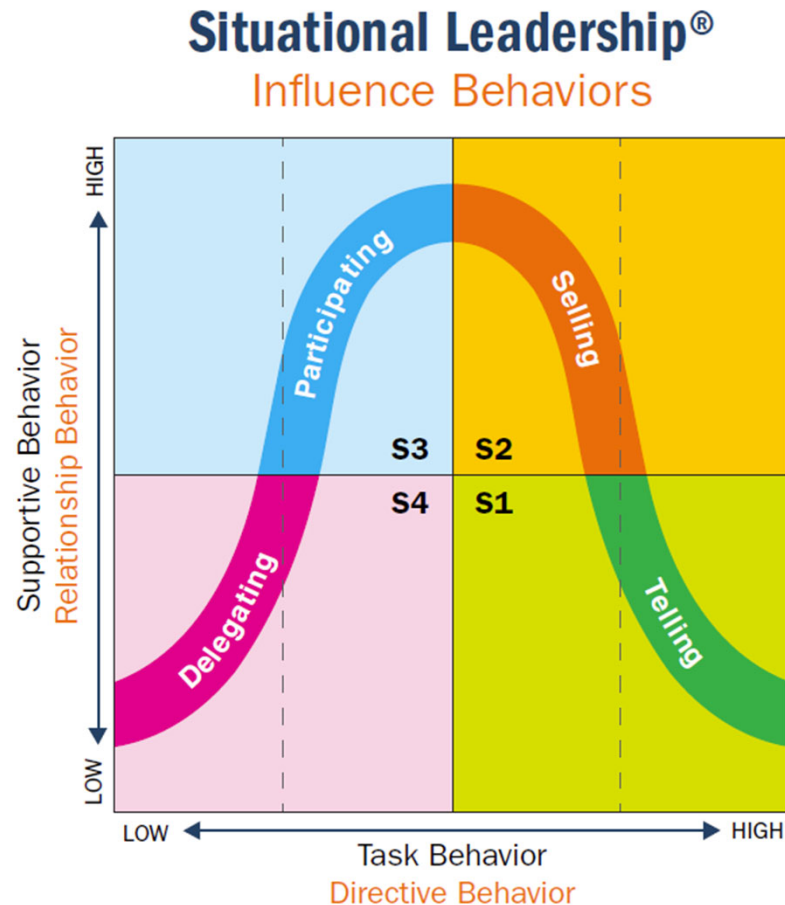 Situational Leadership®
Influence Behaviors
HIGH
Supportive Behavior
Relationship Behavior
LOW
Participating
Selling
S3
S2
S4
S1
Delegating
Telling
LOW
HIGH
Task Behavior
Directive Behavior